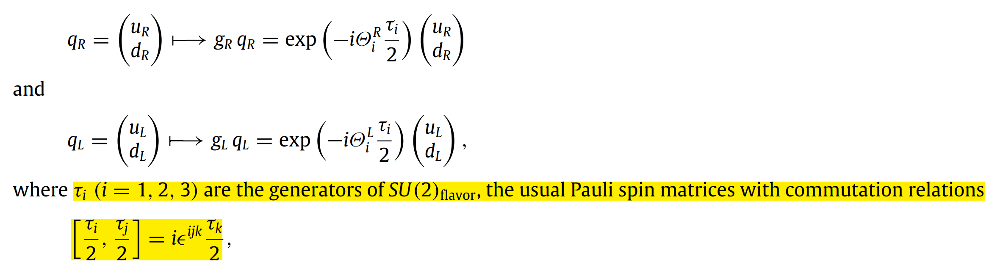 q_R = \begin{pmatrix} u_R \\ d_R \end{pmatrix} \longmapsto g_R q_R = \exp\left(-i\Theta_i^R \frac{\tau_i}{2}\right) \begin{pmatrix} u_R \\ d_R \end{pmatrix}
and
q_L = \begin{pmatrix} u_L \\ d_L \end{pmatrix} \longmapsto g_L q_L = \exp\left(-i\Theta_i^L \frac{\tau_i}{2}\right) \begin{pmatrix} u_L \\ d_L \end{pmatrix},
where τ_i (i = 1, 2, 3) are the generators of SU(2)_{flavor}, the usual Pauli spin matrices with commutation relations
\left[\frac{\tau_i}{2}, \frac{\tau_j}{2}\right] = i\epsilon^{ijk} \frac{\tau_k}{2},